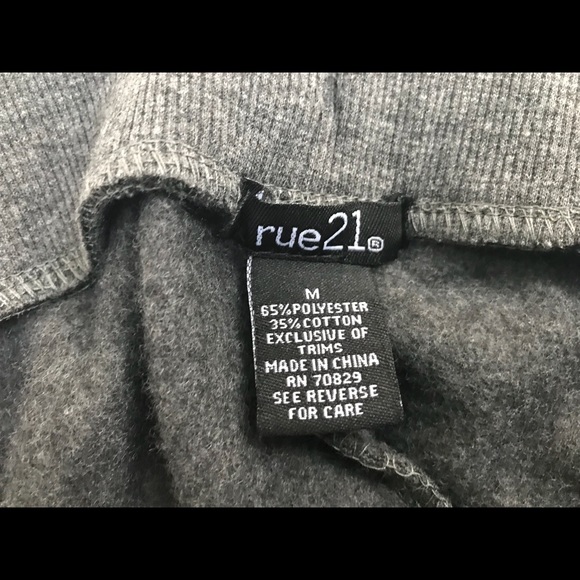 rue21®
M
65%POLYESTER
35%COTTON
EXCLUSIVE OF
TRIMS
MADE IN CHINA
RN 70829
SEE REVERSE
FOR CARE